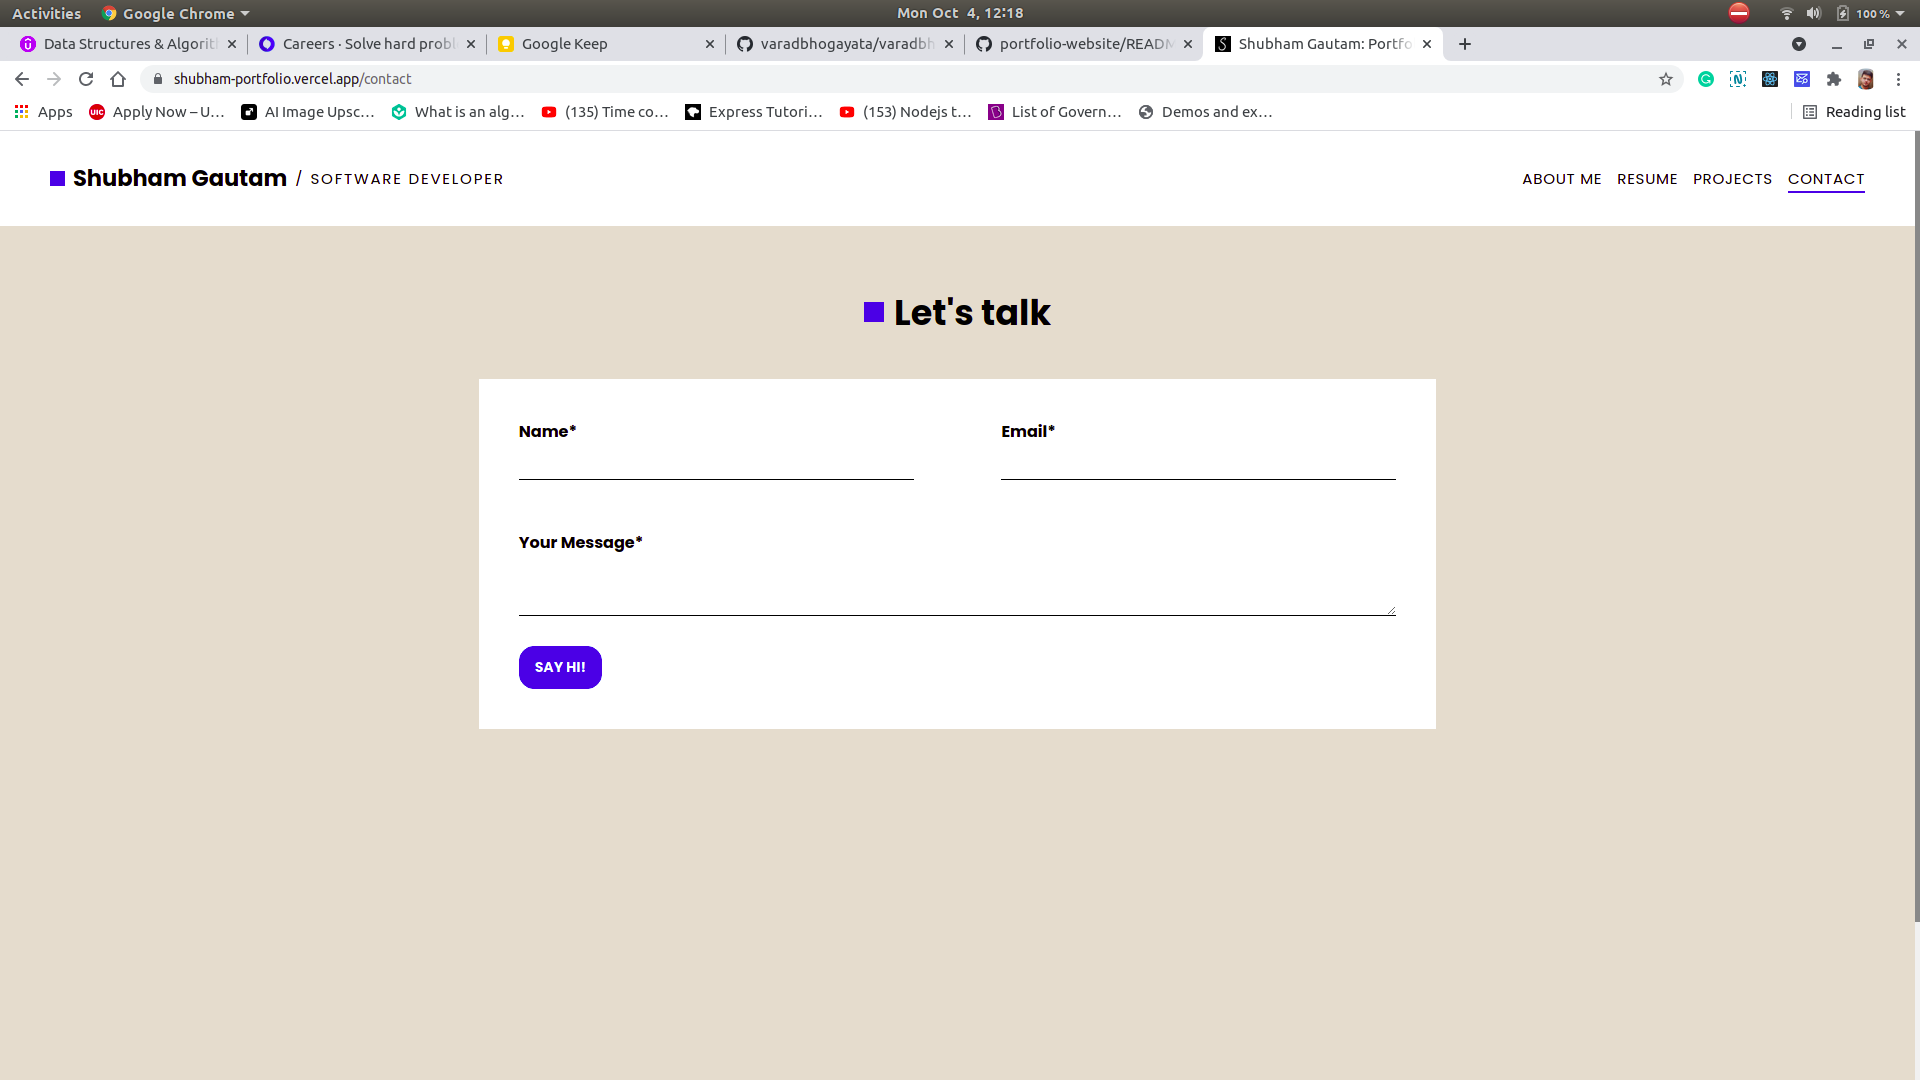 Activities Google Chrome Mon Oct 4, 12:18 100 %
Data Structures & Algorit Careers · Solve hard probl Google Keep varadbhogayata/varadbh portfolio-website/READM Shubham Gautam: Portfo
shubham-portfolio.vercel.app/contact
Apps UIC Apply Now – U… AI Image Upsc… What is an alg… (135) Time co… Express Tutori… (153) Nodejs t… List of Govern… Demos and ex… Reading list
Shubham Gautam / SOFTWARE DEVELOPER ABOUT ME RESUME PROJECTS CONTACT
Let's talk
Name* Email*
Your Message*
SAY HI!